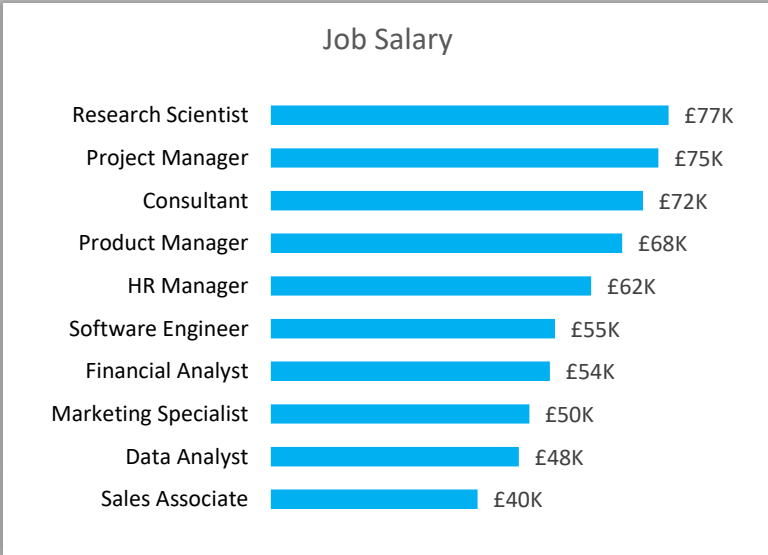 Job Salary
Research Scientist £77K
Project Manager £75K
Consultant £72K
Product Manager £68K
HR Manager £62K
Software Engineer £55K
Financial Analyst £54K
Marketing Specialist £50K
Data Analyst £48K
Sales Associate £40K